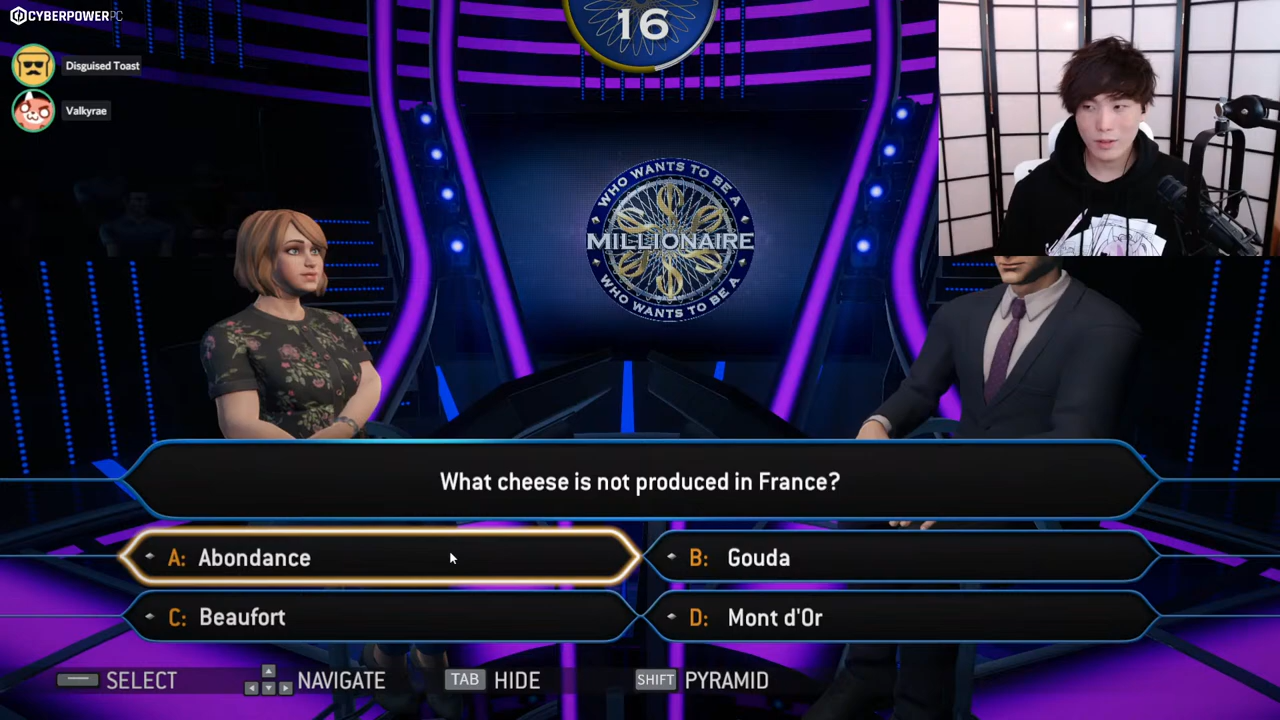 CYBERPOWERPC
16
Disguised Toast
Valkyrae
WHO WANTS TO BE A
MILLIONAIRE
WHO WANTS TO BE A
What cheese is not produced in France?
A: Abondance
B: Gouda
C: Beaufort
D: Mont d'Or
SELECT
NAVIGATE
TAB HIDE
SHIFT PYRAMID